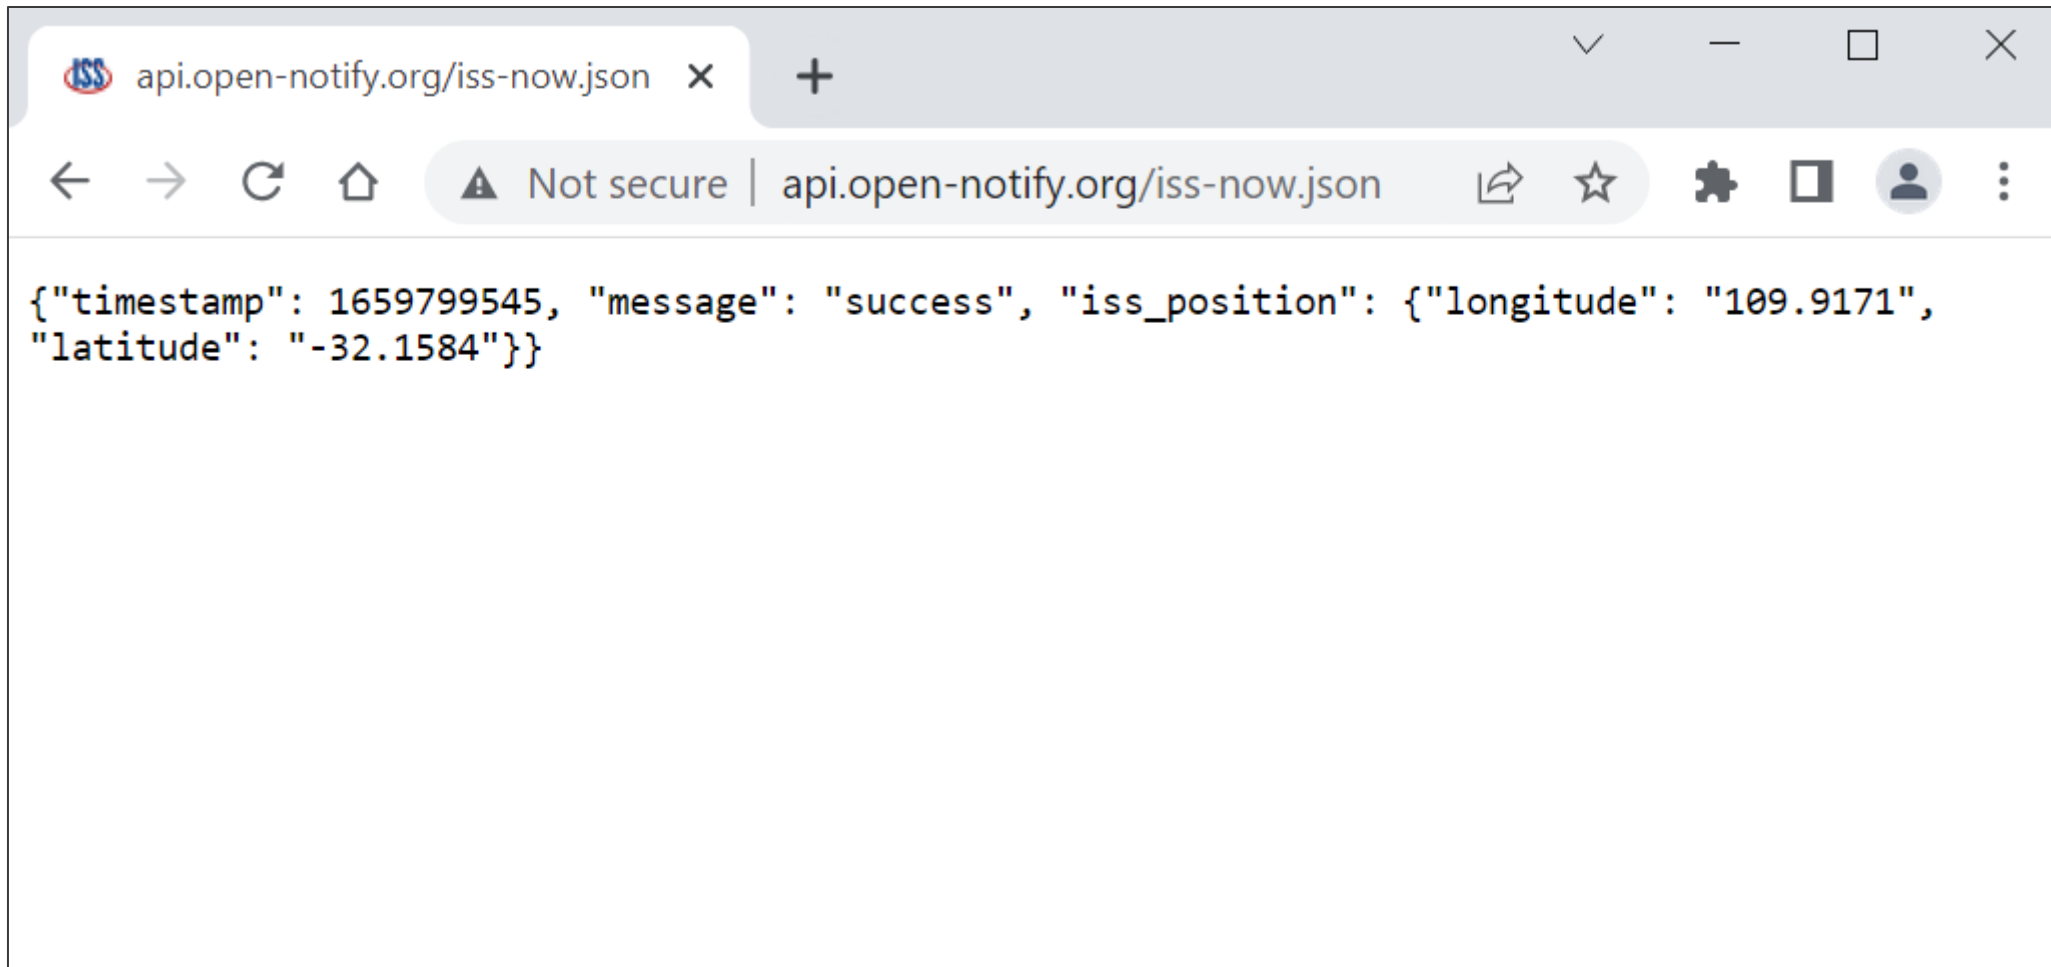 ISS api.open-notify.org/iss-now.json
Not secure api.open-notify.org/iss-now.json
{"timestamp": 1659799545, "message": "success", "iss_position": {"longitude": "109.9171",
"latitude": "-32.1584"}}